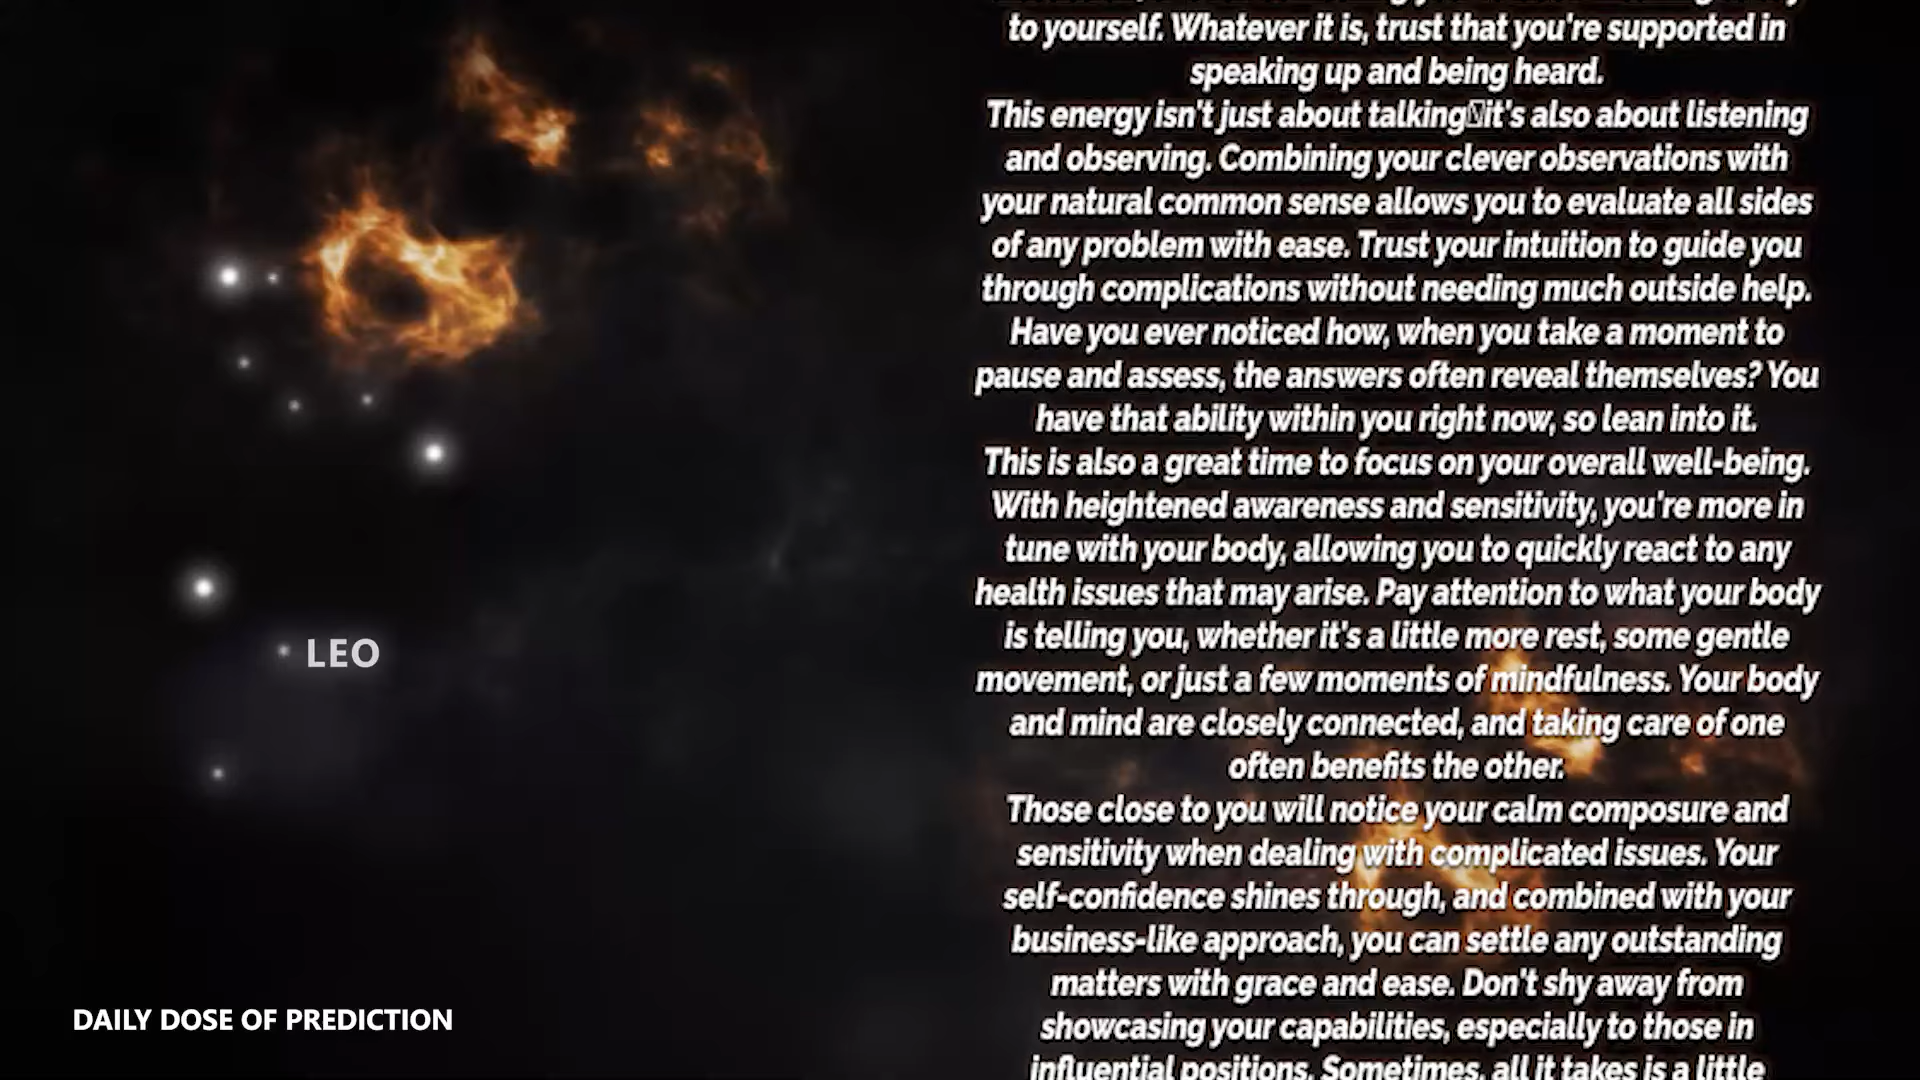 to yourself. Whatever it is, trust that you're supported in
speaking up and being heard.
This energy isn't just about talking▯it's also about listening
and observing. Combining your clever observations with
your natural common sense allows you to evaluate all sides
of any problem with ease. Trust your intuition to guide you
through complications without needing much outside help.
Have you ever noticed how, when you take a moment to
pause and assess, the answers often reveal themselves? You
have that ability within you right now, so lean into it.
This is also a great time to focus on your overall well-being.
With heightened awareness and sensitivity, you're more in
tune with your body, allowing you to quickly react to any
health issues that may arise. Pay attention to what your body
is telling you, whether it's a little more rest, some gentle
movement, or just a few moments of mindfulness. Your body
and mind are closely connected, and taking care of one
often benefits the other.
Those close to you will notice your calm composure and
sensitivity when dealing with complicated issues. Your
self-confidence shines through, and combined with your
business-like approach, you can settle any outstanding
matters with grace and ease. Don't shy away from
showcasing your capabilities, especially to those in
influential positions. Sometimes, all it takes is a little
LEO
DAILY DOSE OF PREDICTION